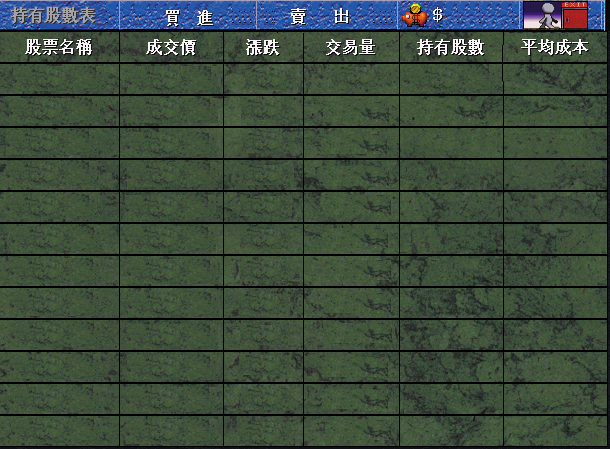 持有股數表 買 進 賣 出 $ EXIT
股票名稱 成交價 漲跌 交易量 持有股數 平均成本